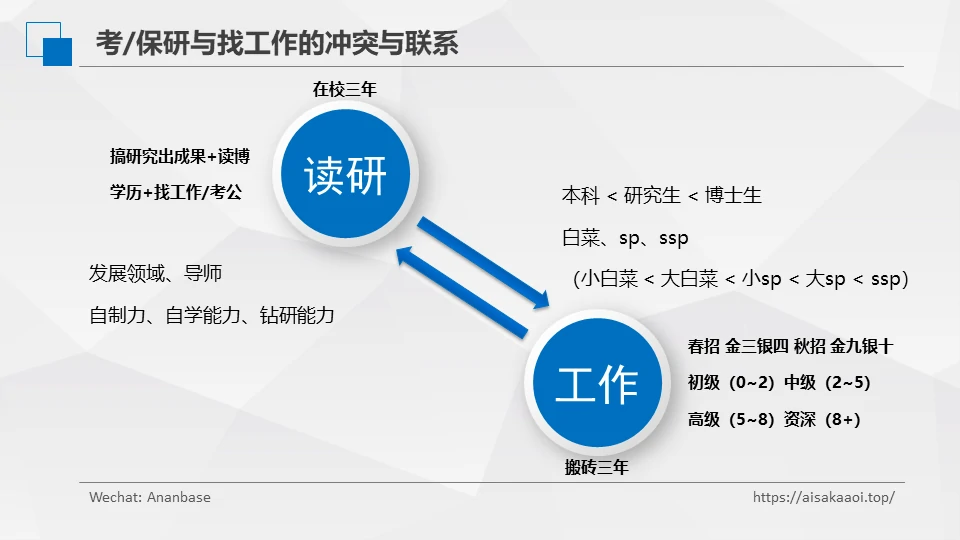 考/保研与找工作的冲突与联系
在校三年
搞研究出成果+读博
学历+找工作/考公
读研
发展领域、导师
自制力、自学能力、钻研能力
本科 < 研究生 < 博士生
白菜、sp、ssp
（小白菜 < 大白菜 < 小sp < 大sp < ssp）
工作
春招 金三银四 秋招 金九银十
初级（0~2）中级（2~5）
高级（5~8）资深（8+）
搬砖三年
Wechat: Ananbase
https://aisakaaoi.top/